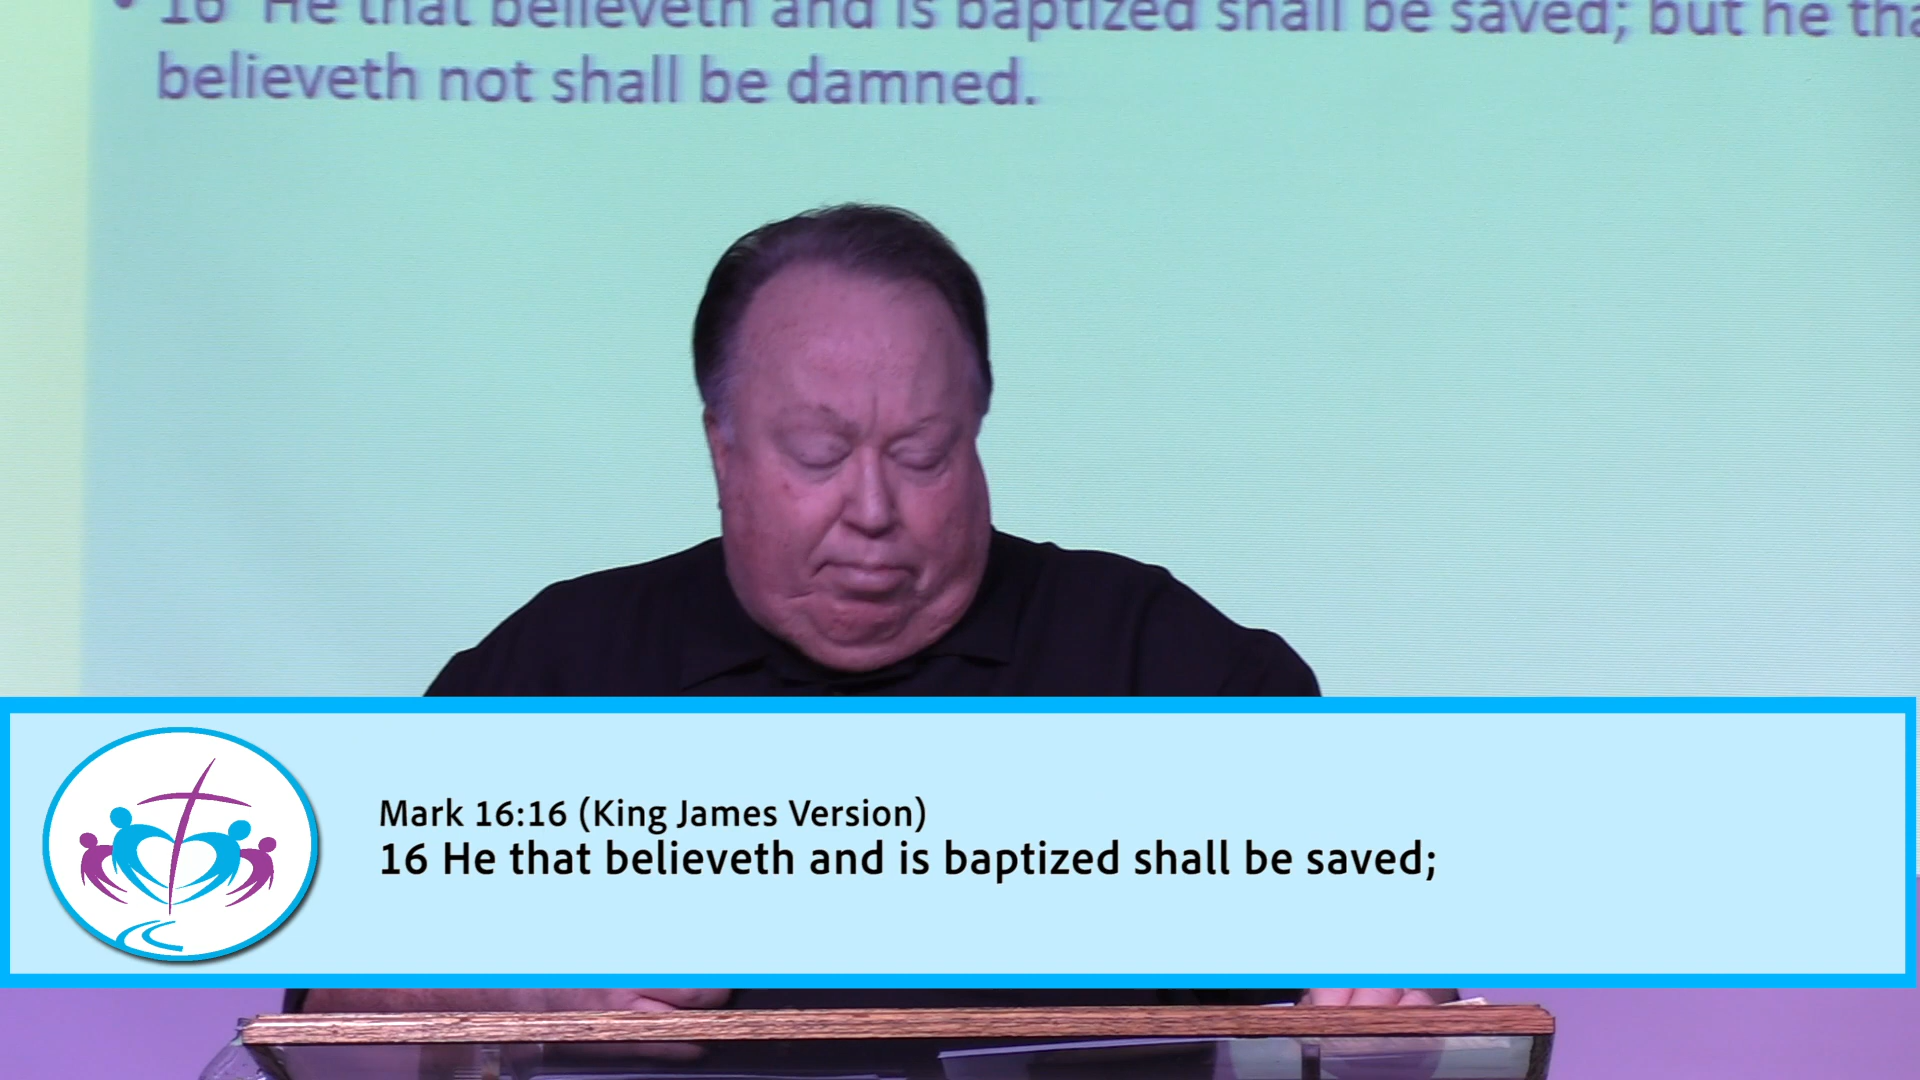 16 He that believeth and is baptized shall be saved; but he tha
believeth not shall be damned.
Mark 16:16 (King James Version)
16 He that believeth and is baptized shall be saved;